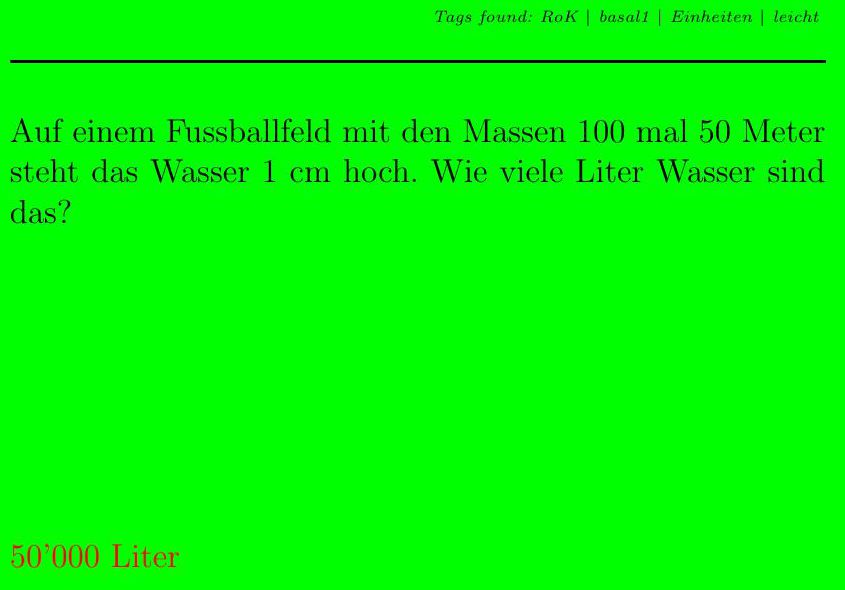 Tags found: RoK | basal1 | Einheiten | leicht
Auf einem Fussballfeld mit den Massen 100 mal 50 Meter
steht das Wasser 1 cm hoch. Wie viele Liter Wasser sind
das?
50'000 Liter